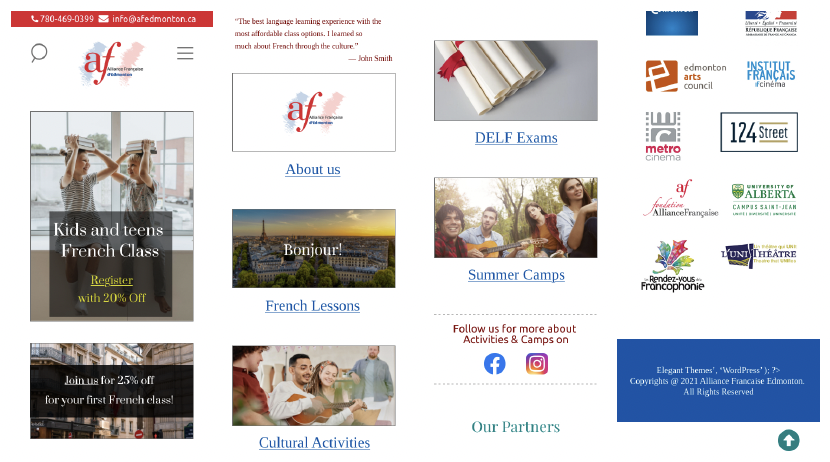 780-469-0399 info@afedmonton.ca
af
Alliance Française
d'Edmonton
Kids and teens
French Class
Register
with 20% Off
Join us for 25% off
for your first French class!
“The best language learning experience with the
most affordable class options. I learned so
much about French through the culture.”
— John Smith
af
Alliance Française
d'Edmonton
About us
Bonjour!
French Lessons
Cultural Activities
DELF Exams
Summer Camps
Follow us for more about
Activities & Camps on
Our Partners
RÉPUBLIQUE FRANÇAISE
edmonton
arts
council
INSTITUT
FRANÇAIS
ifcinéma
metro
cinema
124 Street
af
fondation
AllianceFrançaise
UNIVERSITY OF
ALBERTA
CAMPUS SAINT-JEAN
Un théâtre qui UNIT
L'UNITHÉÂTRE
Rendez-vous de la
Francophonie
Elegant Themes’, ‘WordPress’ ); ?>
Copyrights @ 2021 Alliance Francaise Edmonton.
All Rights Reserved